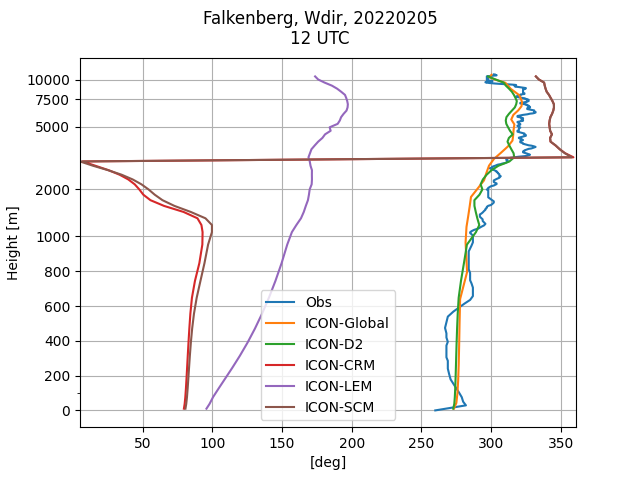 Falkenberg, Wdir, 20220205
12 UTC
Height [m]
10000
7500
5000
2000
1000
800
600
400
200
0
Obs
ICON-Global
ICON-D2
ICON-CRM
ICON-LEM
ICON-SCM
50 100 150 200 250 300 350
[deg]